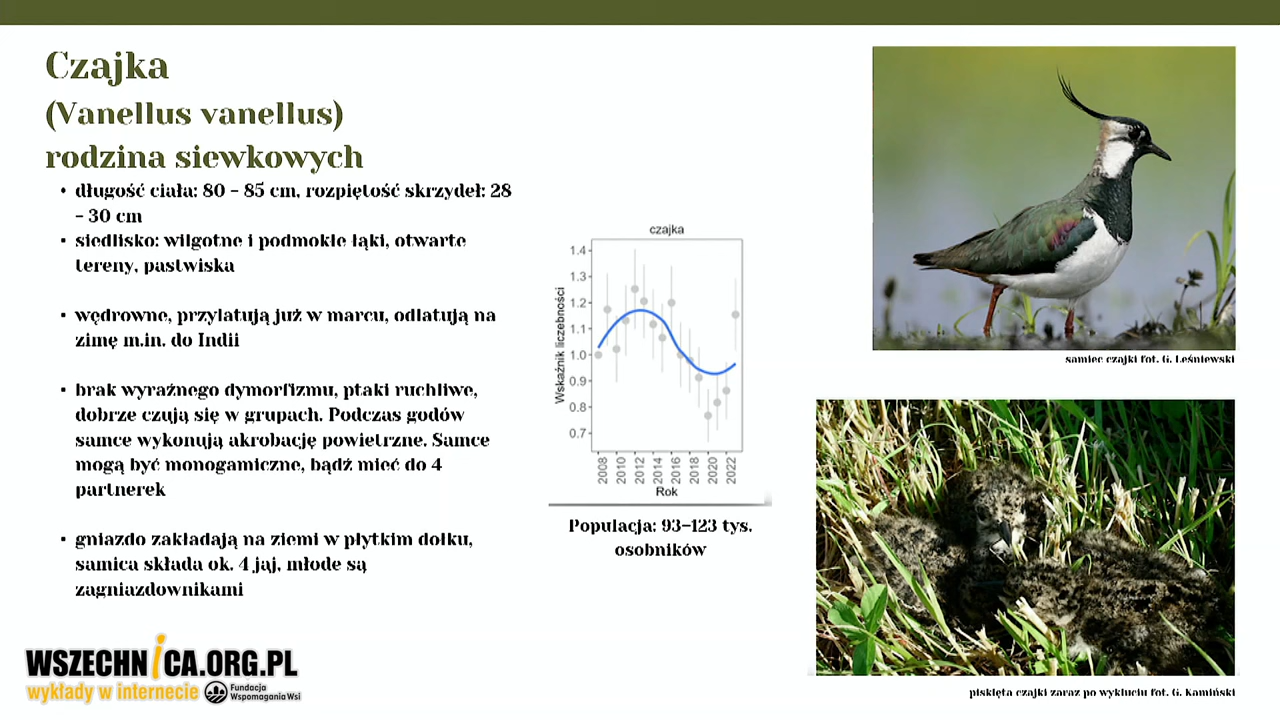 Czajka
(Vanellus vanellus)
rodzina siewkowych
• długość ciała: 80 - 85 cm, rozpiętość skrzydeł: 28
- 30 cm
• siedlisko: wilgotne i podmokłe łąki, otwarte
tereny, pastwiska
• wędrowne, przylatują już w marcu, odlatują na
zimę m.in. do Indii
• brak wyraźnego dymorfizmu, ptaki ruchliwe,
dobrze czują się w grupach. Podczas godów
samce wykonują akrobację powietrzne. Samce
mogą być monogamiczne, bądź mieć do 4
partnerek
• gniazdo zakładają na ziemi w płytkim dołku,
samica składa ok. 4 jaj, młode są
zagniazdownikami
czajka
Wskaźnik liczebności
1.4
1.3
1.2
1.1
1.0
0.9
0.8
0.7
2008
2010
2012
2014
2016
2018
2020
2022
Rok
Populacja: 93-123 tys.
osobników
samiec czajki fot. G. Leśniewski
pisklęta czajki zaraz po wykluciu fot. G. Kamiński
WSZECHNiCA.ORG.PL
wykłady w internecie
Fundacja
Wspomagania Wsi